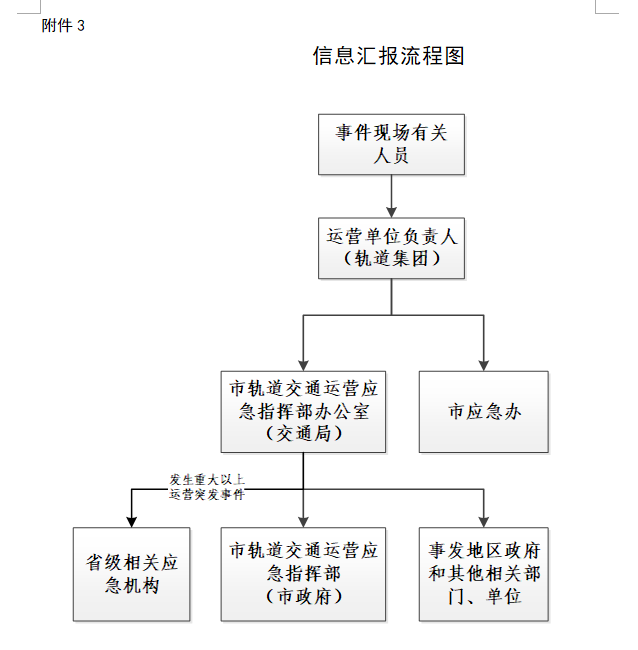 附件 3
信息汇报流程图
事件现场有关
人员
运营单位负责人
（轨道集团）
市轨道交通运营应
急指挥部办公室
（交通局）
市应急办
发生重大以上
运营突发事件
省级相关应
急机构
市轨道交通运营应
急指挥部
（市政府）
事发地区政府
和其他相关部
门、单位